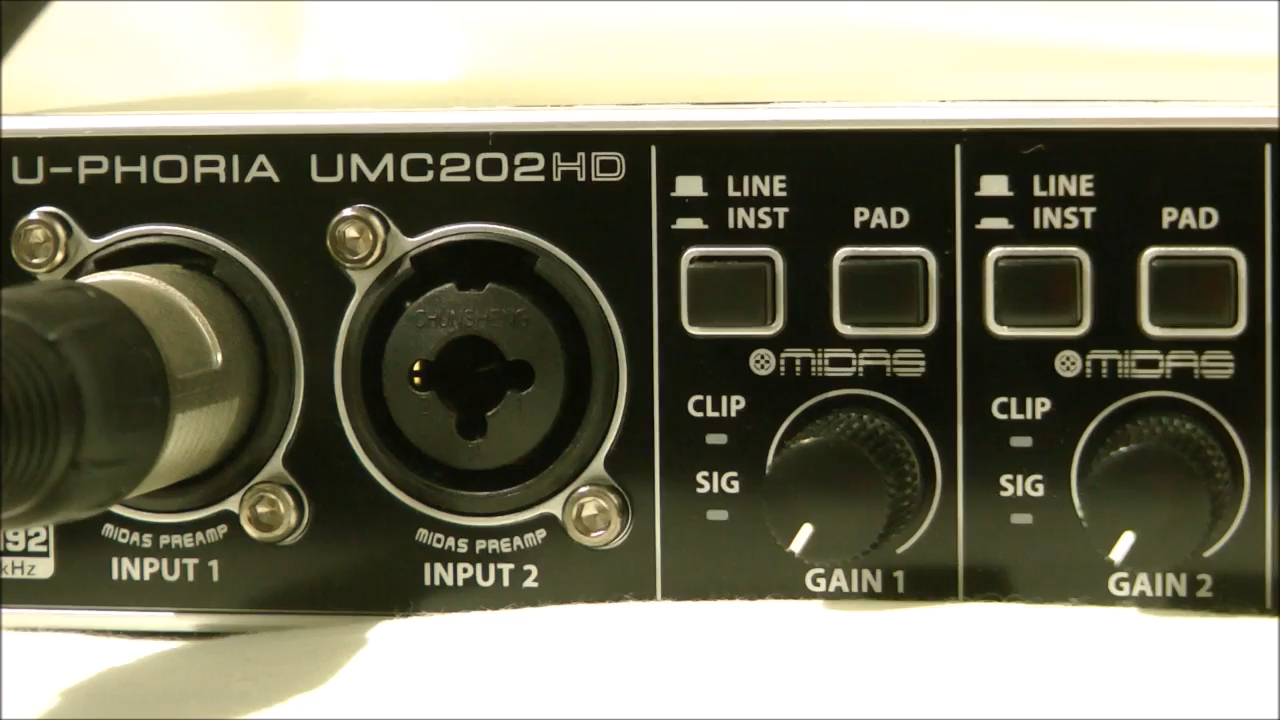 U-PHORIA UMC202HD
LINE
INST
PAD
LINE
INST
PAD
CHUNSHENG
MIDAS
MIDAS
CLIP
SIG
CLIP
SIG
192
kHz
MIDAS PREAMP
INPUT 1
MIDAS PREAMP
INPUT 2
GAIN 1
GAIN 2